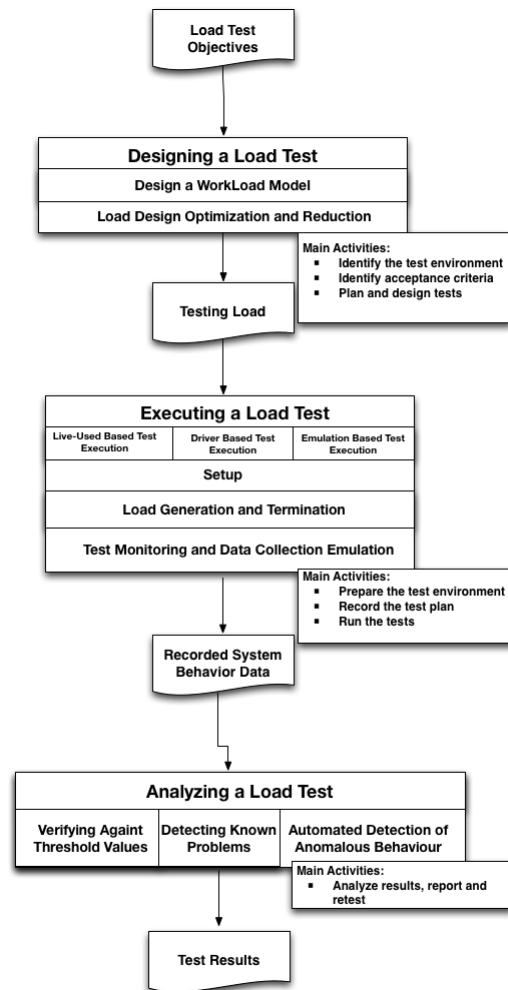 Load Test
Objectives
Designing a Load Test
Design a WorkLoad Model
Load Design Optimization and Reduction
Main Activities:
▪ Identify the test environment
▪ Identify acceptance criteria
▪ Plan and design tests
Testing Load
Executing a Load Test
Live-Used Based Test
Execution
Driver Based Test
Execution
Emulation Based Test
Execution
Setup
Load Generation and Termination
Test Monitoring and Data Collection Emulation
Main Activities:
▪ Prepare the test environment
▪ Record the test plan
▪ Run the tests
Recorded System
Behavior Data
Analyzing a Load Test
Verifying Againt
Threshold Values
Detecting Known
Problems
Automated Detection of
Anomalous Behaviour
Main Activities:
▪ Analyze results, report and
retest
Test Results